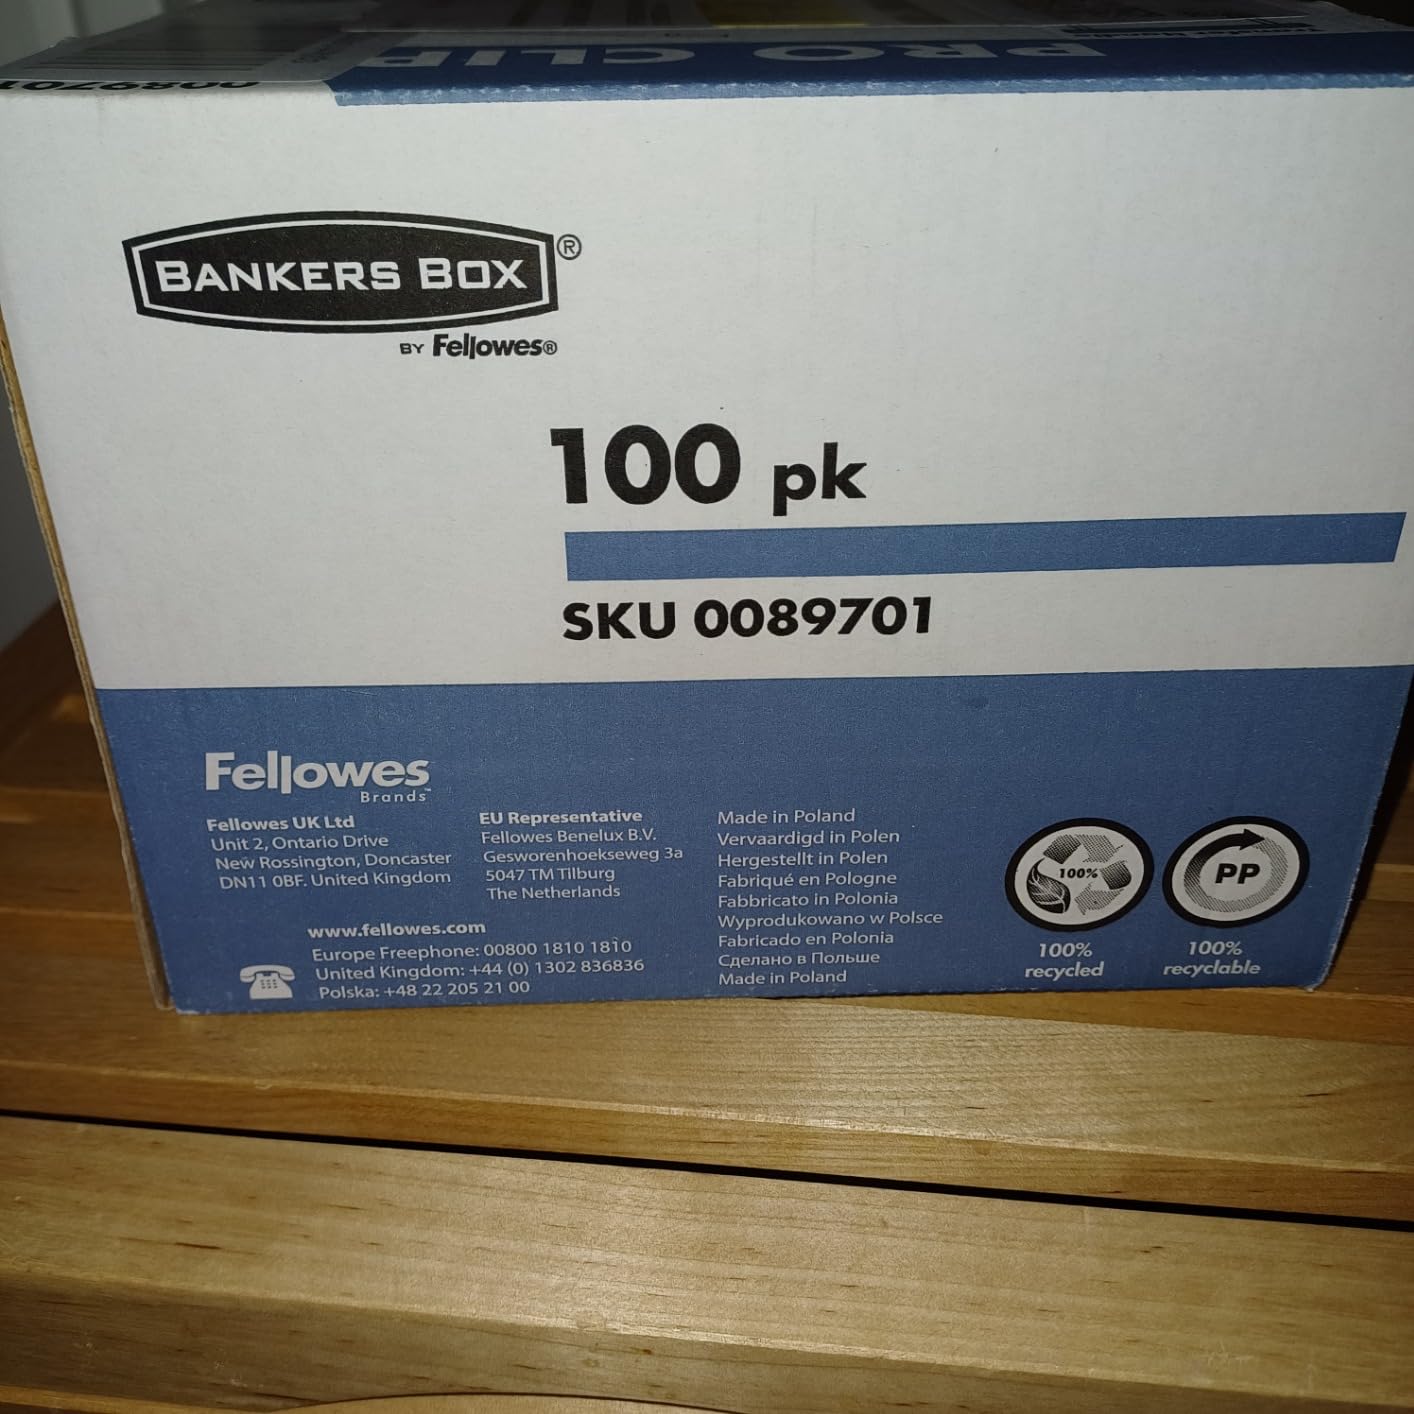 PRO CLIP
0089701
BANKERS BOX®
BY Fellowes®
100 pk
SKU 0089701
Fellowes
Brands™
Fellowes UK Ltd
Unit 2, Ontario Drive
New Rossington, Doncaster
DN11 0BF. United Kingdom
EU Representative
Fellowes Benelux B.V.
Gesworenhoekseweg 3a
5047 TM Tilburg
The Netherlands
www.fellowes.com
Europe Freephone: 00800 1810 1810
United Kingdom: +44 (0) 1302 836836
Polska: +48 22 205 21 00
Made in Poland
Vervaardigd in Polen
Hergestellt in Polen
Fabriqué en Pologne
Fabbricato in Polonia
Wyprodukowano w Polsce
Fabricado en Polonia
Сделано в Польше
Made in Poland
100%
100%
recycled
PP
100%
recyclable